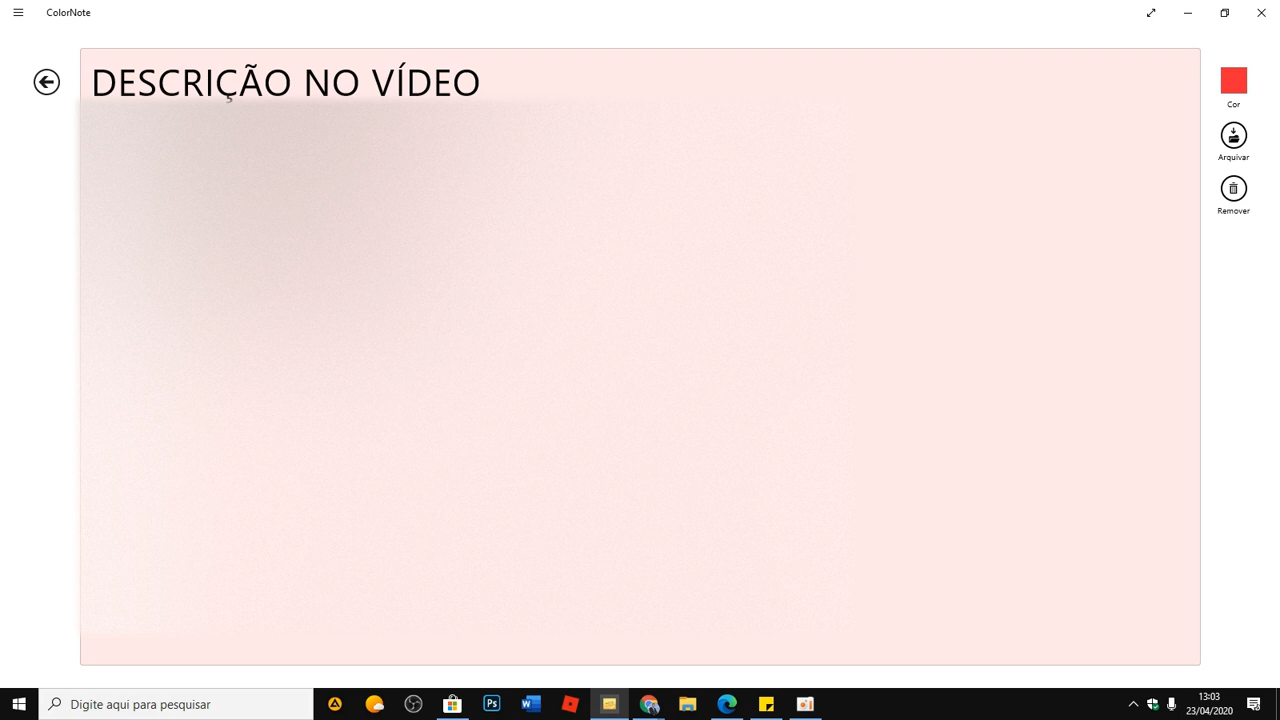 ColorNote
DESCRIÇÃO NO VÍDEO
Cor
Arquivar
Remover
Digite aqui para pesquisar
13:03
23/04/2020